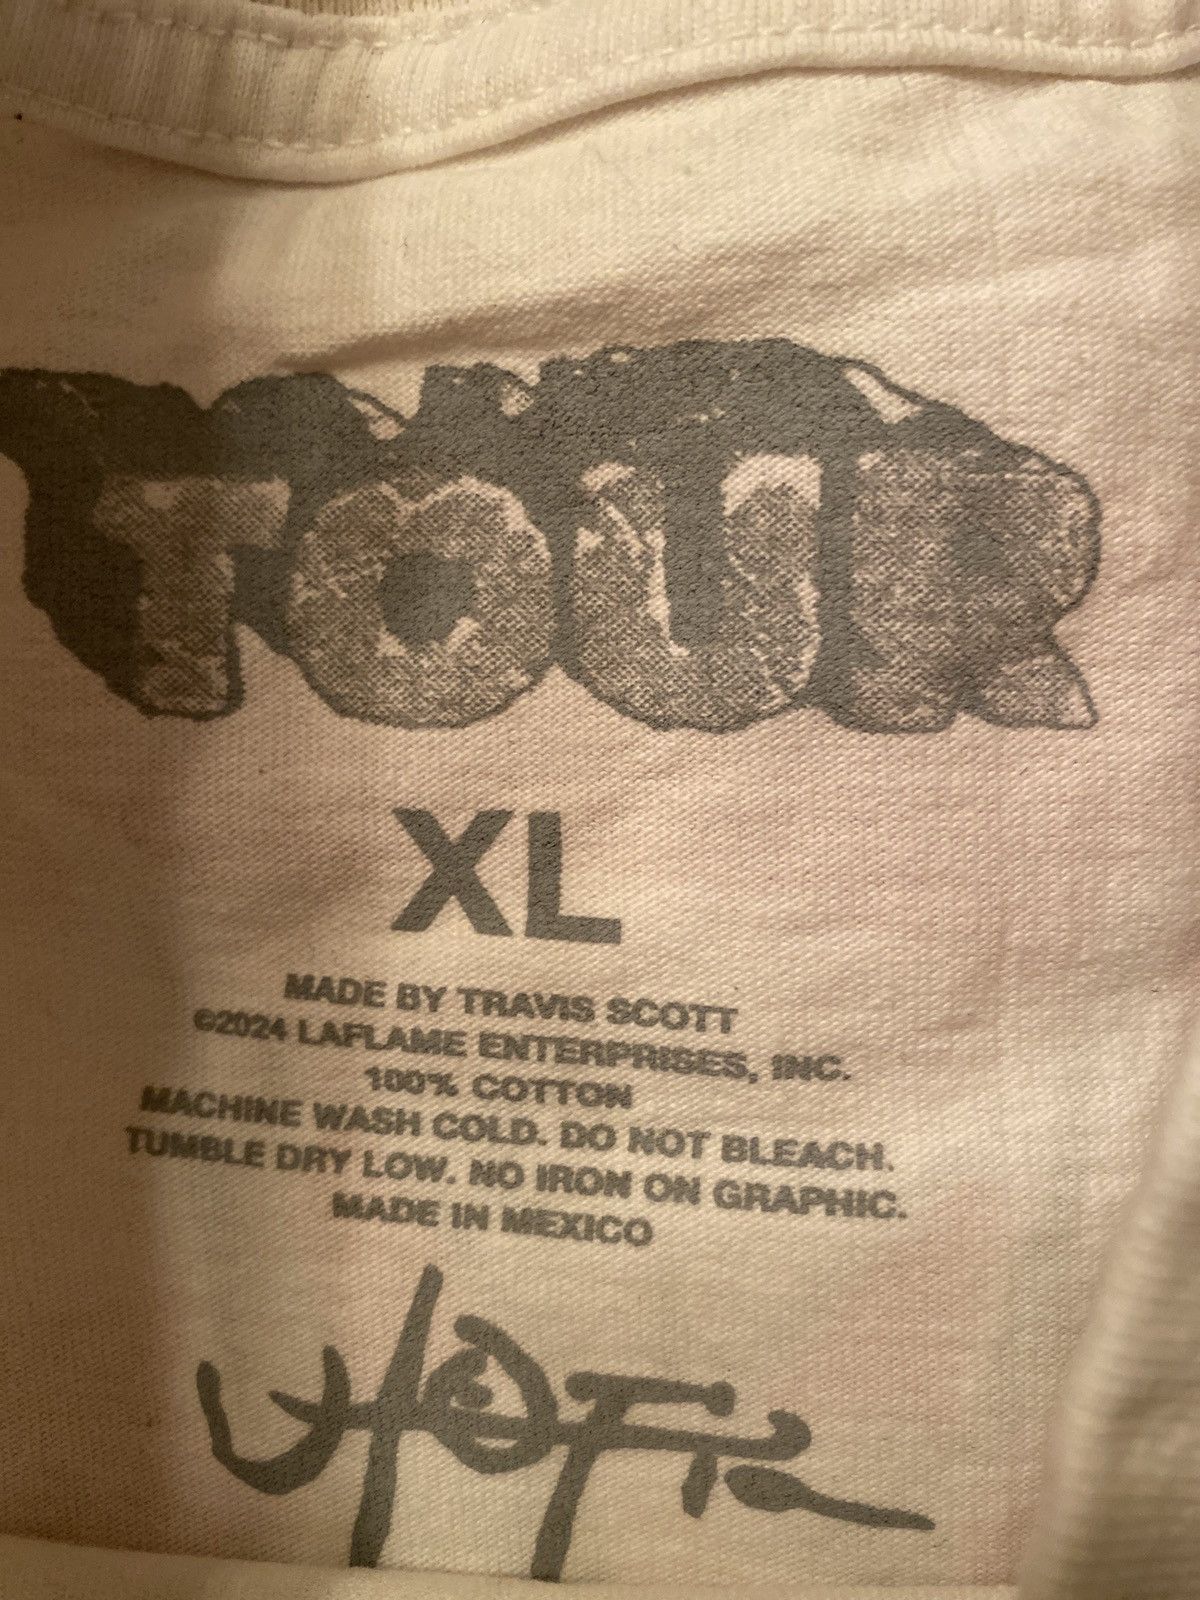 TOUR
XL
MADE BY TRAVIS SCOTT
©2024 LAFLAME ENTERPRISES, INC.
100% COTTON
MACHINE WASH COLD. DO NOT BLEACH.
TUMBLE DRY LOW. NO IRON ON GRAPHIC.
MADE IN MEXICO